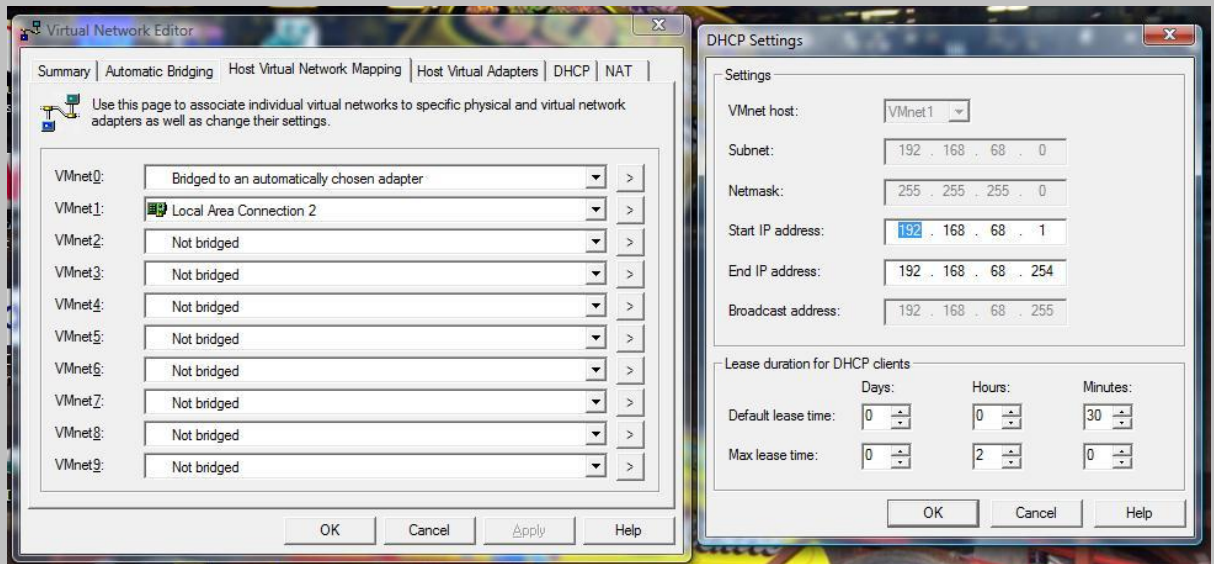 Virtual Network Editor
Summary Automatic Bridging Host Virtual Network Mapping Host Virtual Adapters DHCP NAT
Use this page to associate individual virtual networks to specific physical and virtual network
adapters as well as change their settings.
VMnet0: Bridged to an automatically chosen adapter >
VMnet1: Local Area Connection 2 >
VMnet2: Not bridged >
VMnet3: Not bridged >
VMnet4: Not bridged >
VMnet5: Not bridged >
VMnet6: Not bridged >
VMnet7: Not bridged >
VMnet8: Not bridged >
VMnet9: Not bridged >
OK Cancel Apply Help
DHCP Settings
Settings
VMnet host: VMnet1
Subnet: 192 . 168 . 68 . 0
Netmask: 255 . 255 . 255 . 0
Start IP address: 192 . 168 . 68 . 1
End IP address: 192 . 168 . 68 . 254
Broadcast address: 192 . 168 . 68 . 255
Lease duration for DHCP clients
Days: Hours: Minutes:
Default lease time: 0 0 30
Max lease time: 0 2 0
OK Cancel Help